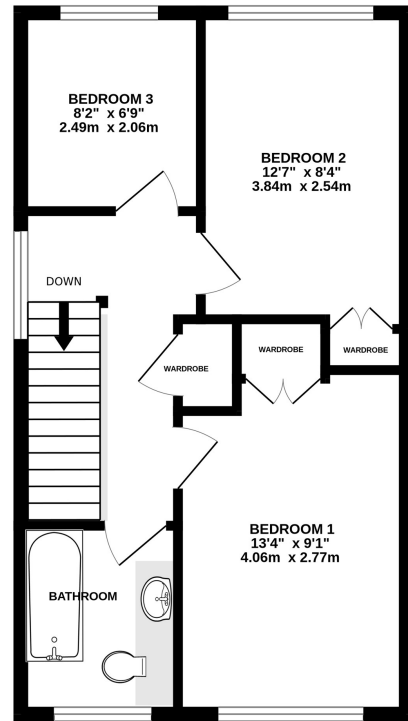 BEDROOM 3
8'2" x 6'9"
2.49m x 2.06m
BEDROOM 2
12'7" x 8'4"
3.84m x 2.54m
DOWN
WARDROBE
WARDROBE
WARDROBE
BEDROOM 1
13'4" x 9'1"
4.06m x 2.77m
BATHROOM